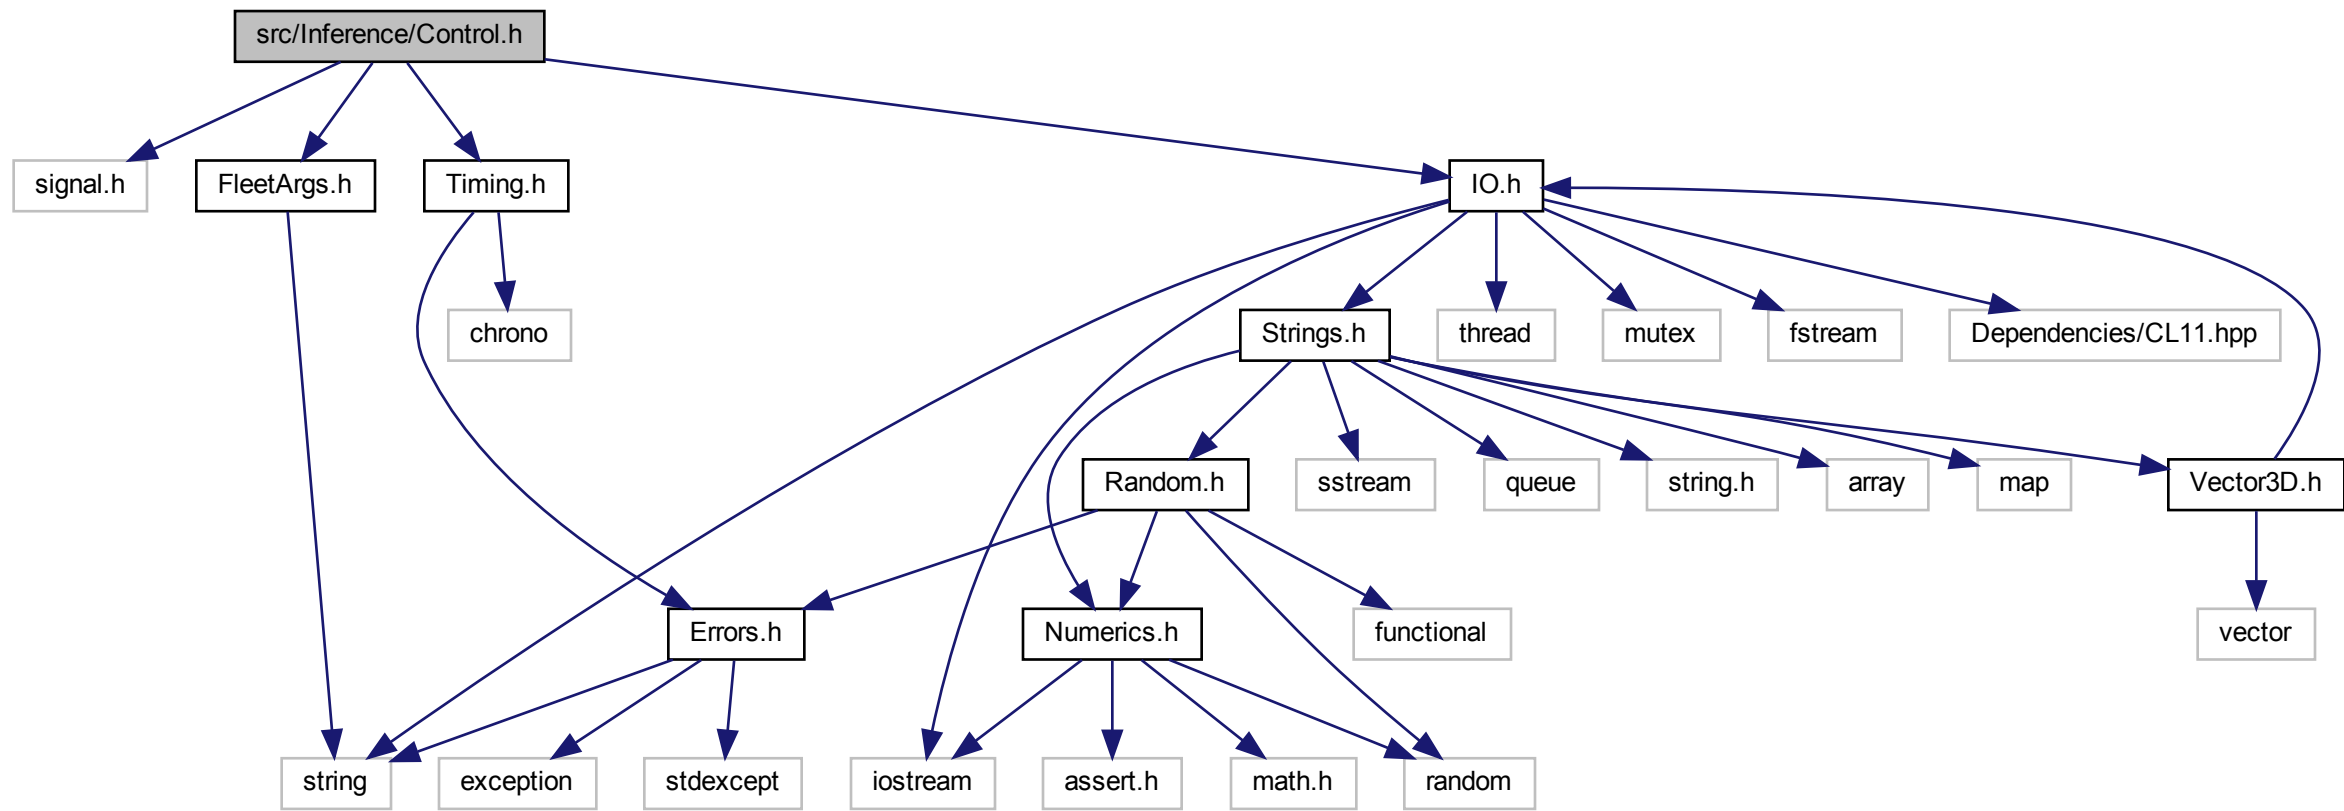 src/Inference/Control.h
signal.h
FleetArgs.h
Timing.h
IO.h
chrono
Strings.h
thread
mutex
fstream
Dependencies/CL11.hpp
Random.h
sstream
queue
string.h
array
map
Vector3D.h
Errors.h
Numerics.h
functional
vector
string
exception
stdexcept
iostream
assert.h
math.h
random